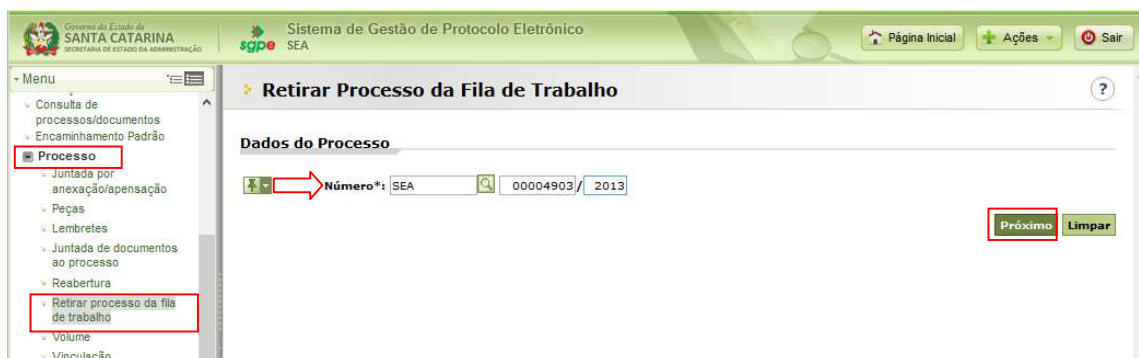 Governo do Estado de
SANTA CATARINA
SECRETARIA DE ESTADO DA ADMINISTRAÇÃO
sgpe
Sistema de Gestão de Protocolo Eletrônico
SEA
Página Inicial
Ações
Sair
Menu
Consulta de
processos/documentos
Encaminhamento Padrão
Processo
Juntada por
anexação/apensação
Peças
Lembretes
Juntada de documentos
ao processo
Reabertura
Retirar processo da fila
de trabalho
Volume
Vinculação
Retirar Processo da Fila de Trabalho
?
Dados do Processo
Número*: SEA 00004903/ 2013
Próximo Limpar